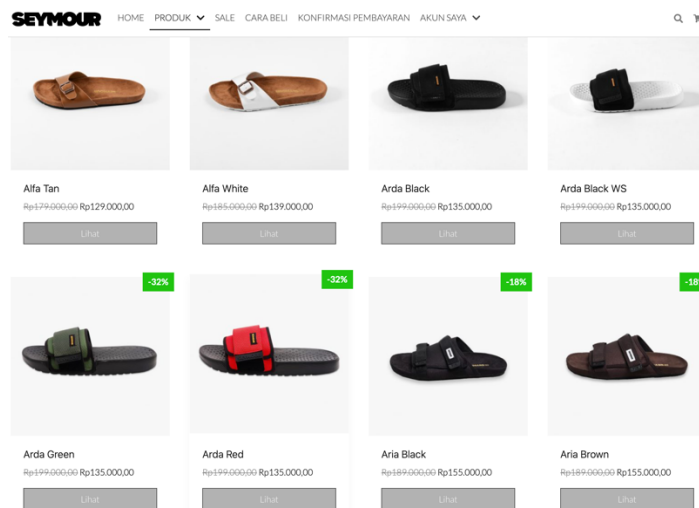 SEYMOUR HOME PRODUK SALE CARA BELI KONFIRMASI PEMBAYARAN AKUN SAYA
Alfa Tan
Rp179.000,00 Rp129.000,00
Lihat
Alfa White
Rp185.000,00 Rp139.000,00
Lihat
Arda Black
Rp199.000,00 Rp135.000,00
Lihat
Arda Black WS
Rp199.000,00 Rp135.000,00
Lihat
-32%
Arda Green
Rp199.000,00 Rp135.000,00
Lihat
-32%
Arda Red
Rp199.000,00 Rp135.000,00
Lihat
-18%
Aria Black
Rp189.000,00 Rp155.000,00
Lihat
-18
Aria Brown
Rp189.000,00 Rp155.000,00
Lihat